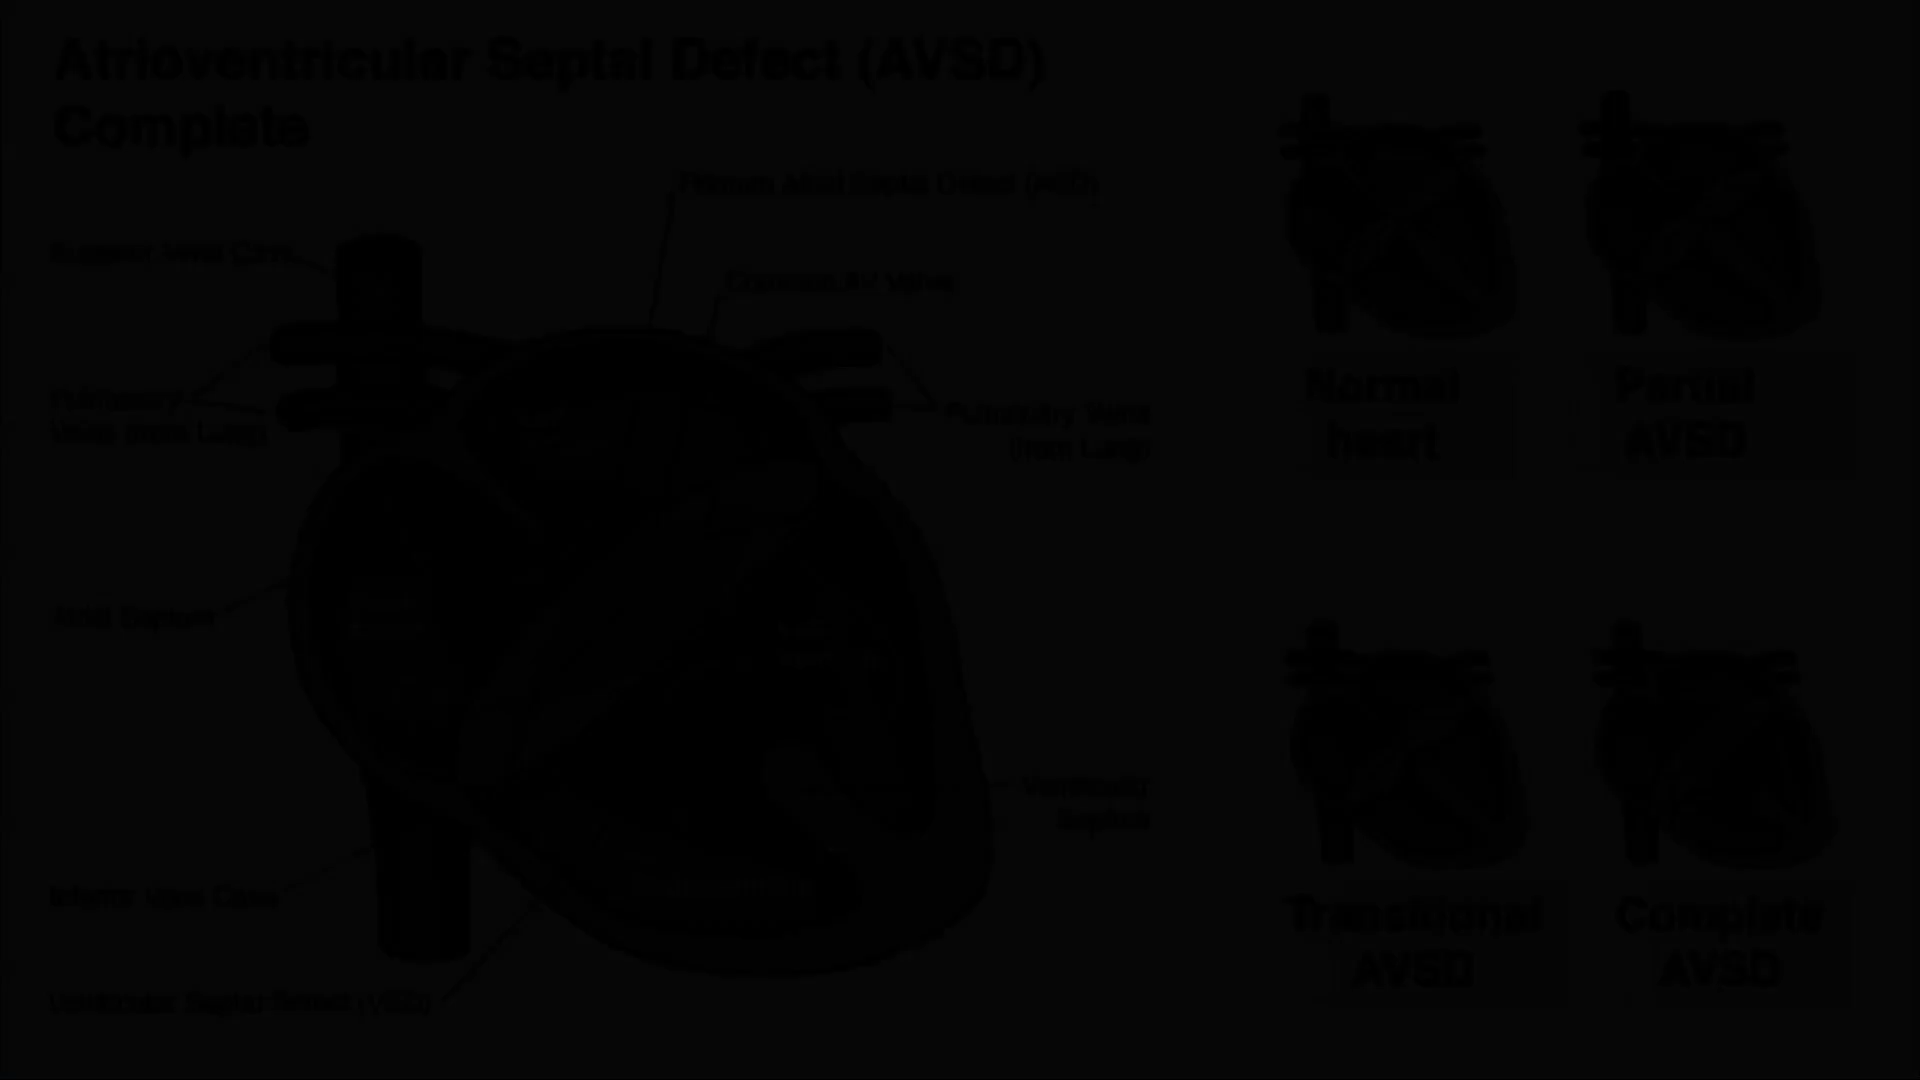 Atrioventricular Septal Defect (AVSD)
Complete
Primum Atrial Septal Defect (ASD)
Superior Vena Cava
Common AV Valve
Pulmonary
Veins (from Lung)
Pulmonary Veins
(from Lung)
Atrial Septum
Ventricular
Septum
Inferior Vena Cava
Ventricular Septal Defect (VSD)
Normal
heart
Partial
AVSD
Transitional
AVSD
Complete
AVSD